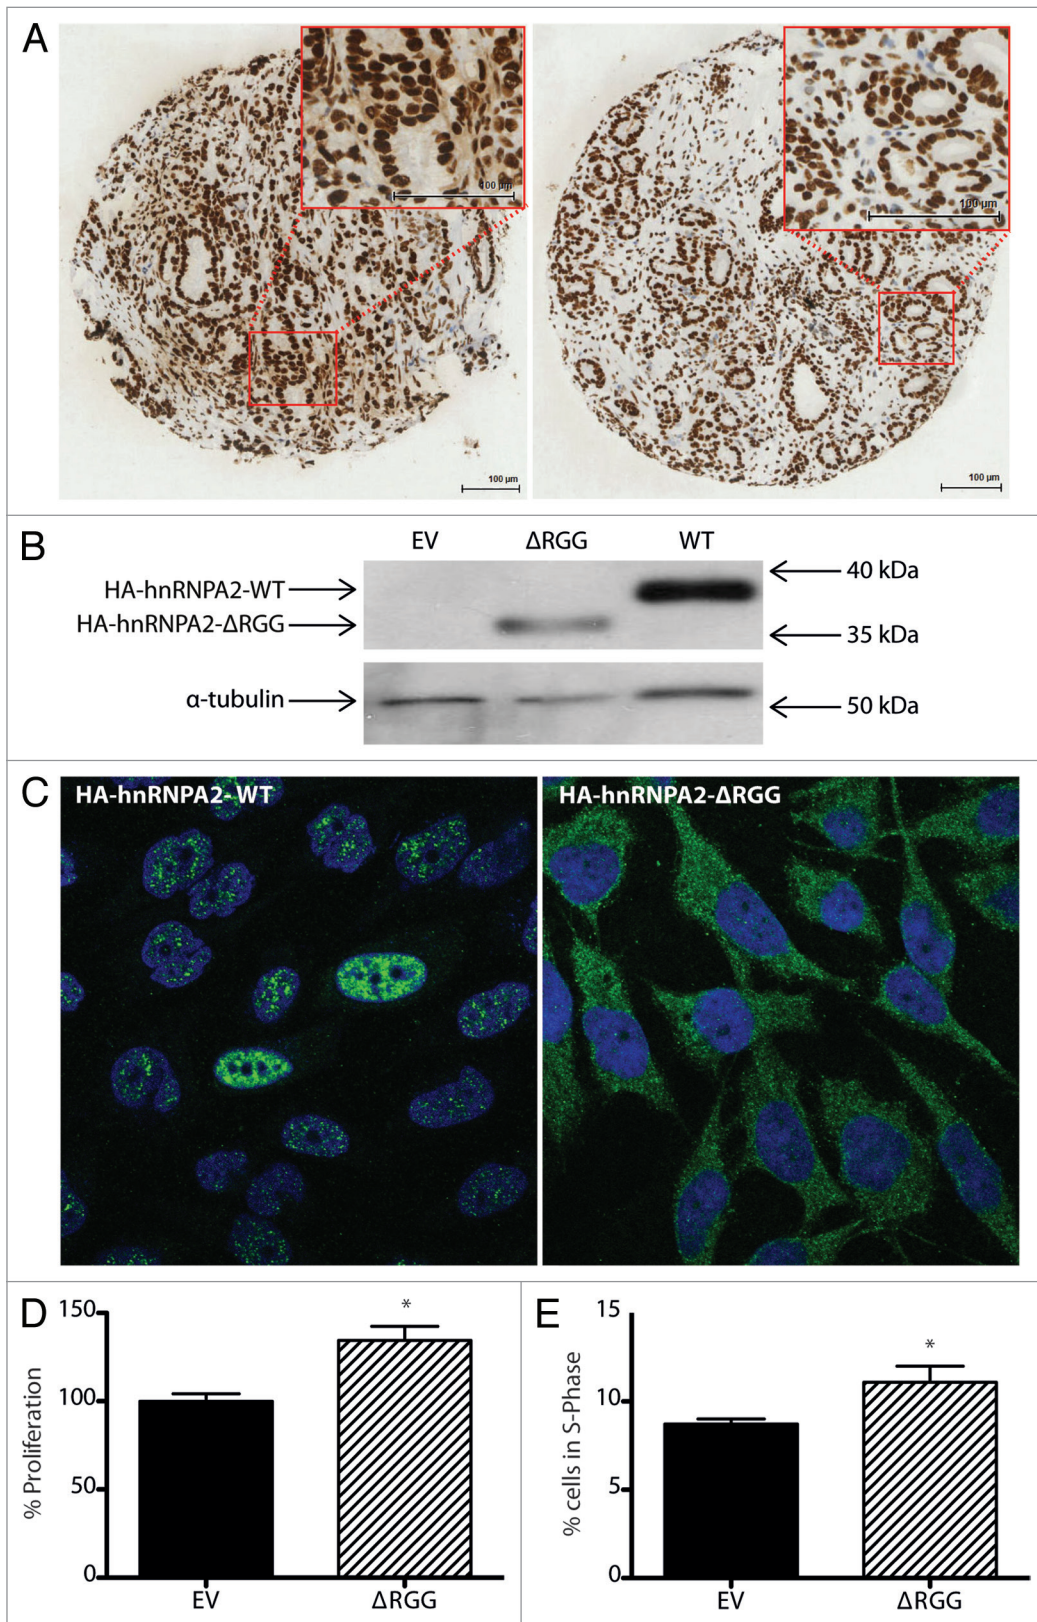 A
100 µm
100 µm
100 µm
100 µm
B
EV ΔRGG WT
HA-hnRNPA2-WT
40 kDa
HA-hnRNPA2-ΔRGG
35 kDa
α-tubulin
50 kDa
C
HA-hnRNPA2-WT
HA-hnRNPA2-ΔRGG
D
% Proliferation
150
*
100
50
0
EV ΔRGG
E
% cells in S-Phase
15
*
10
5
0
EV ΔRGG